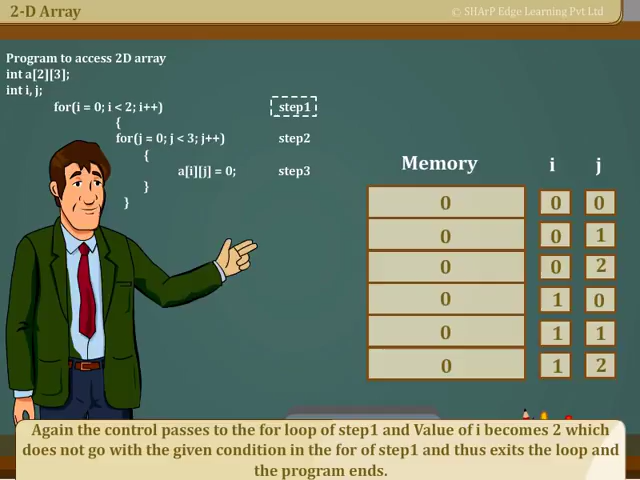 2-D Array
© SHArP Edge Learning Pvt Ltd
Program to access 2D array
int a[2][3];
int i, j;
for(i = 0; i < 2; i++) step1
{
for(j = 0; j < 3; j++) step2
{
a[i][j] = 0; step3
}
}
Memory i j
0 0 0
0 0 1
0 0 2
0 1 0
0 1 1
0 1 2
Again the control passes to the for loop of step1 and Value of i becomes 2 which
does not go with the given condition in the for of step1 and thus exits the loop and
the program ends.